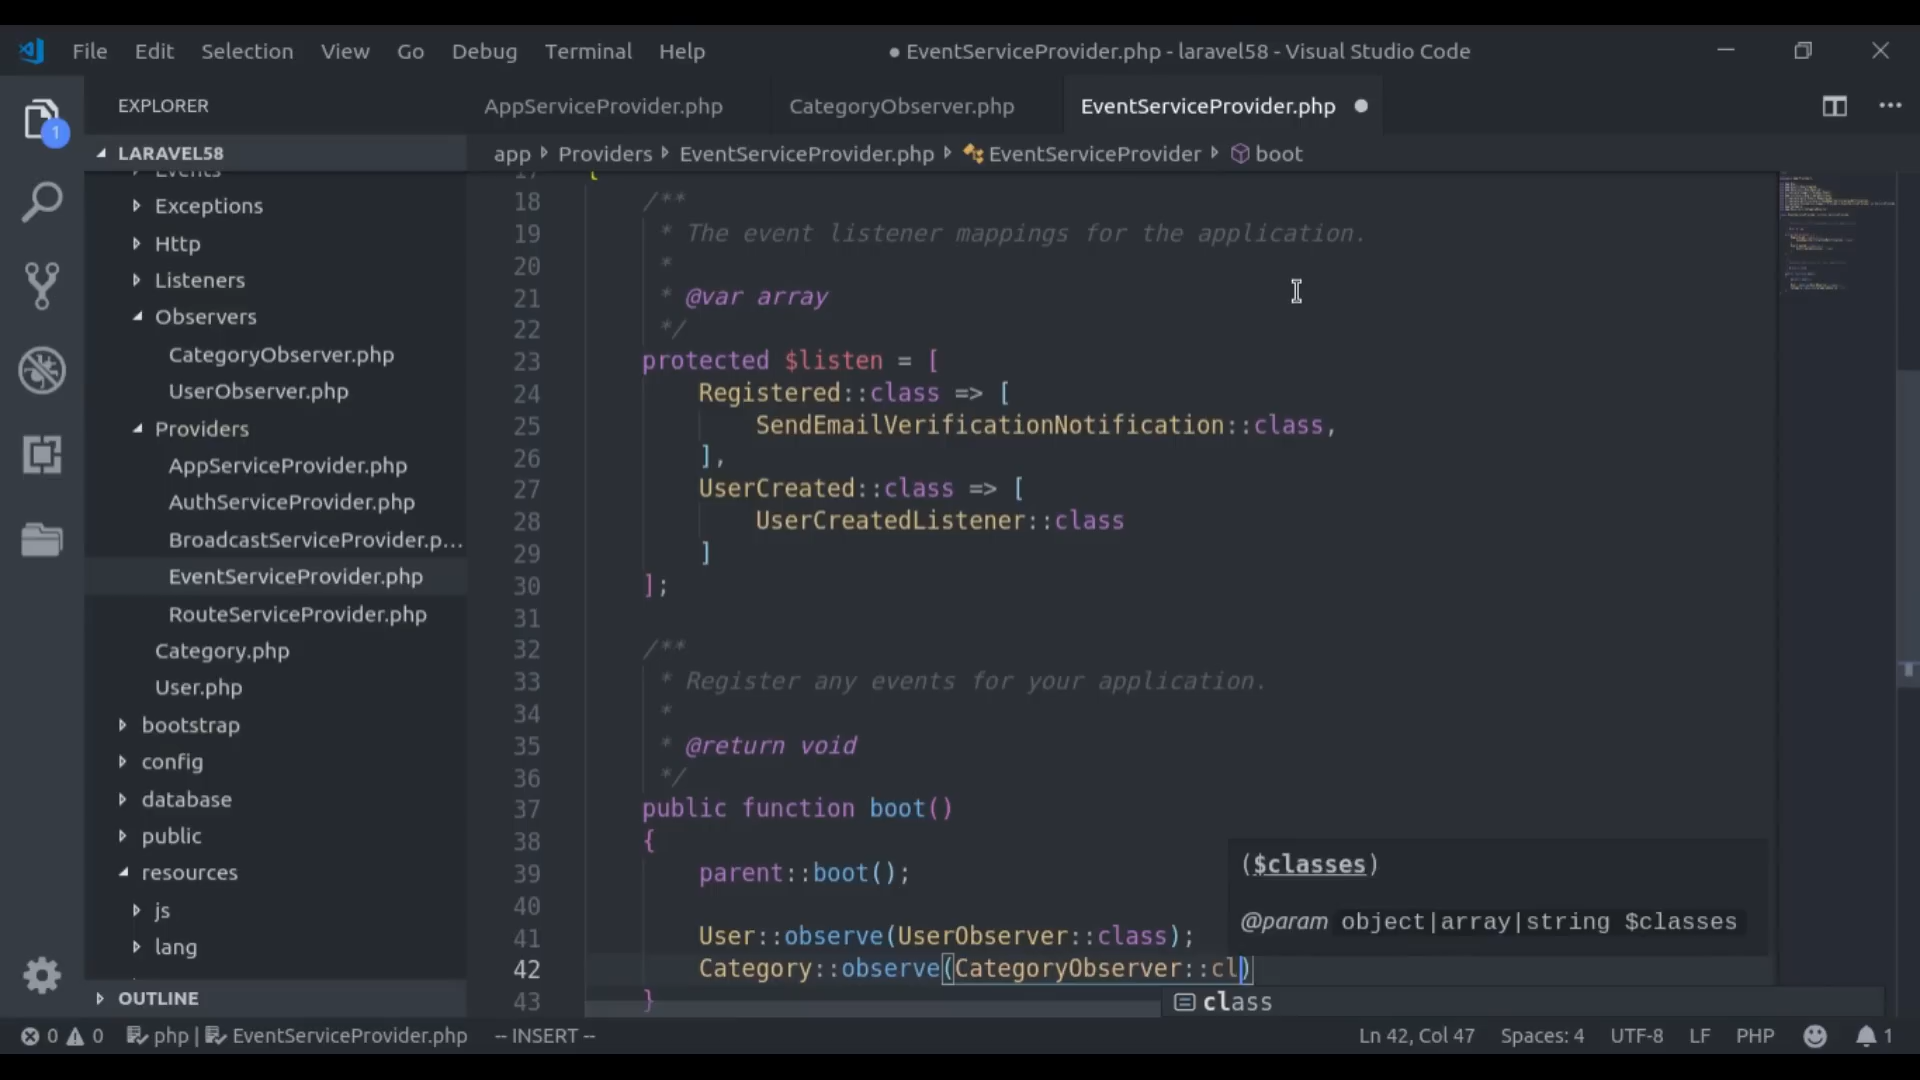 File Edit Selection View Go Debug Terminal Help
● EventServiceProvider.php - laravel58 - Visual Studio Code
EXPLORER
AppServiceProvider.php CategoryObserver.php EventServiceProvider.php
1
LARAVEL58
app Providers EventServiceProvider.php EventServiceProvider boot
Events
Exceptions
Http
Listeners
Observers
CategoryObserver.php
UserObserver.php
Providers
AppServiceProvider.php
AuthServiceProvider.php
BroadcastServiceProvider.p...
EventServiceProvider.php
RouteServiceProvider.php
Category.php
User.php
bootstrap
config
database
public
resources
js
lang
OUTLINE
17 {
18 /**
19 * The event listener mappings for the application.
20 *
21 * @var array
22 */
23 protected $listen = [
24 Registered::class => [
25 SendEmailVerificationNotification::class,
26 ],
27 UserCreated::class => [
28 UserCreatedListener::class
29 ]
30 ];
31
32 /**
33 * Register any events for your application.
34 *
35 * @return void
36 */
37 public function boot()
38 {
39 parent::boot();
40
41 User::observe(UserObserver::class);
42 Category::observe(CategoryObserver::cl)
43 }
($classes)
@param object|array|string $classes
class
0 0 php | EventServiceProvider.php -- INSERT -- Ln 42, Col 47 Spaces: 4 UTF-8 LF PHP 1